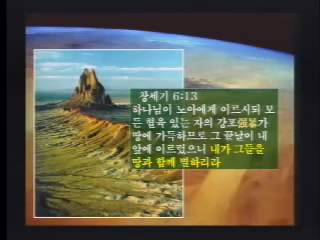 창세기 6:13
하나님이 노아에게 이르시되 모
든 혈육 있는 자의 강포强暴가
땅에 가득하므로 그 끝날이 내
앞에 이르렀으니 내가 그들을
땅과 함께 멸하리라